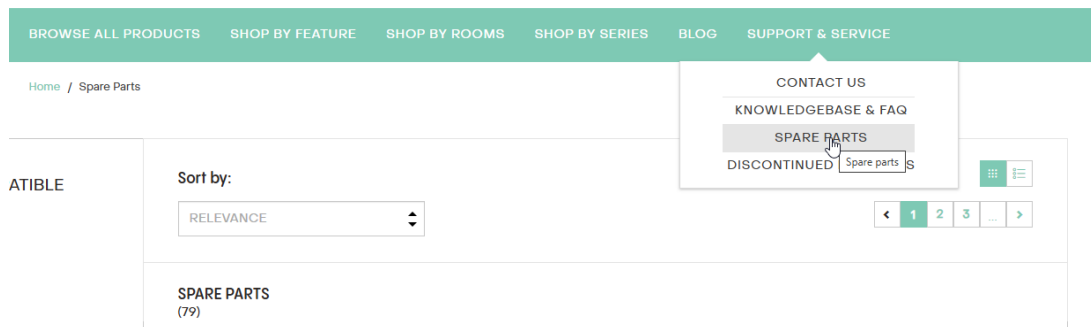 BROWSE ALL PRODUCTS SHOP BY FEATURE SHOP BY ROOMS SHOP BY SERIES BLOG SUPPORT & SERVICE
Home / Spare Parts
CONTACT US
KNOWLEDGEBASE & FAQ
SPARE PARTS
DISCONTINUED S
Spare parts
ATIBLE
Sort by:
RELEVANCE
< 1 2 3 ... >
SPARE PARTS
(79)